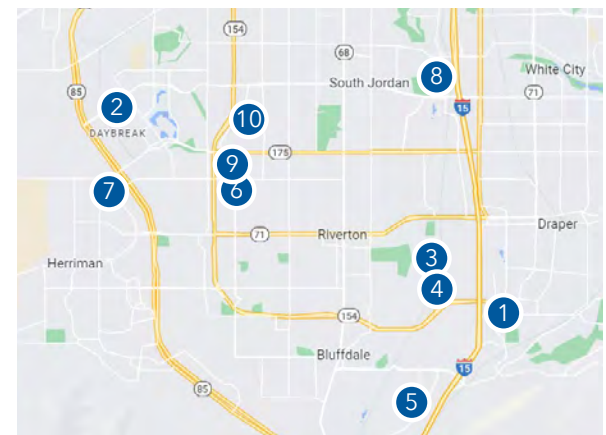 154
68
8
South Jordan
White City
85
71
2
15
10
DAYBREAK
9
175
7
6
Draper
71
Riverton
3
Herriman
4
1
154
Bluffdale
15
85
5